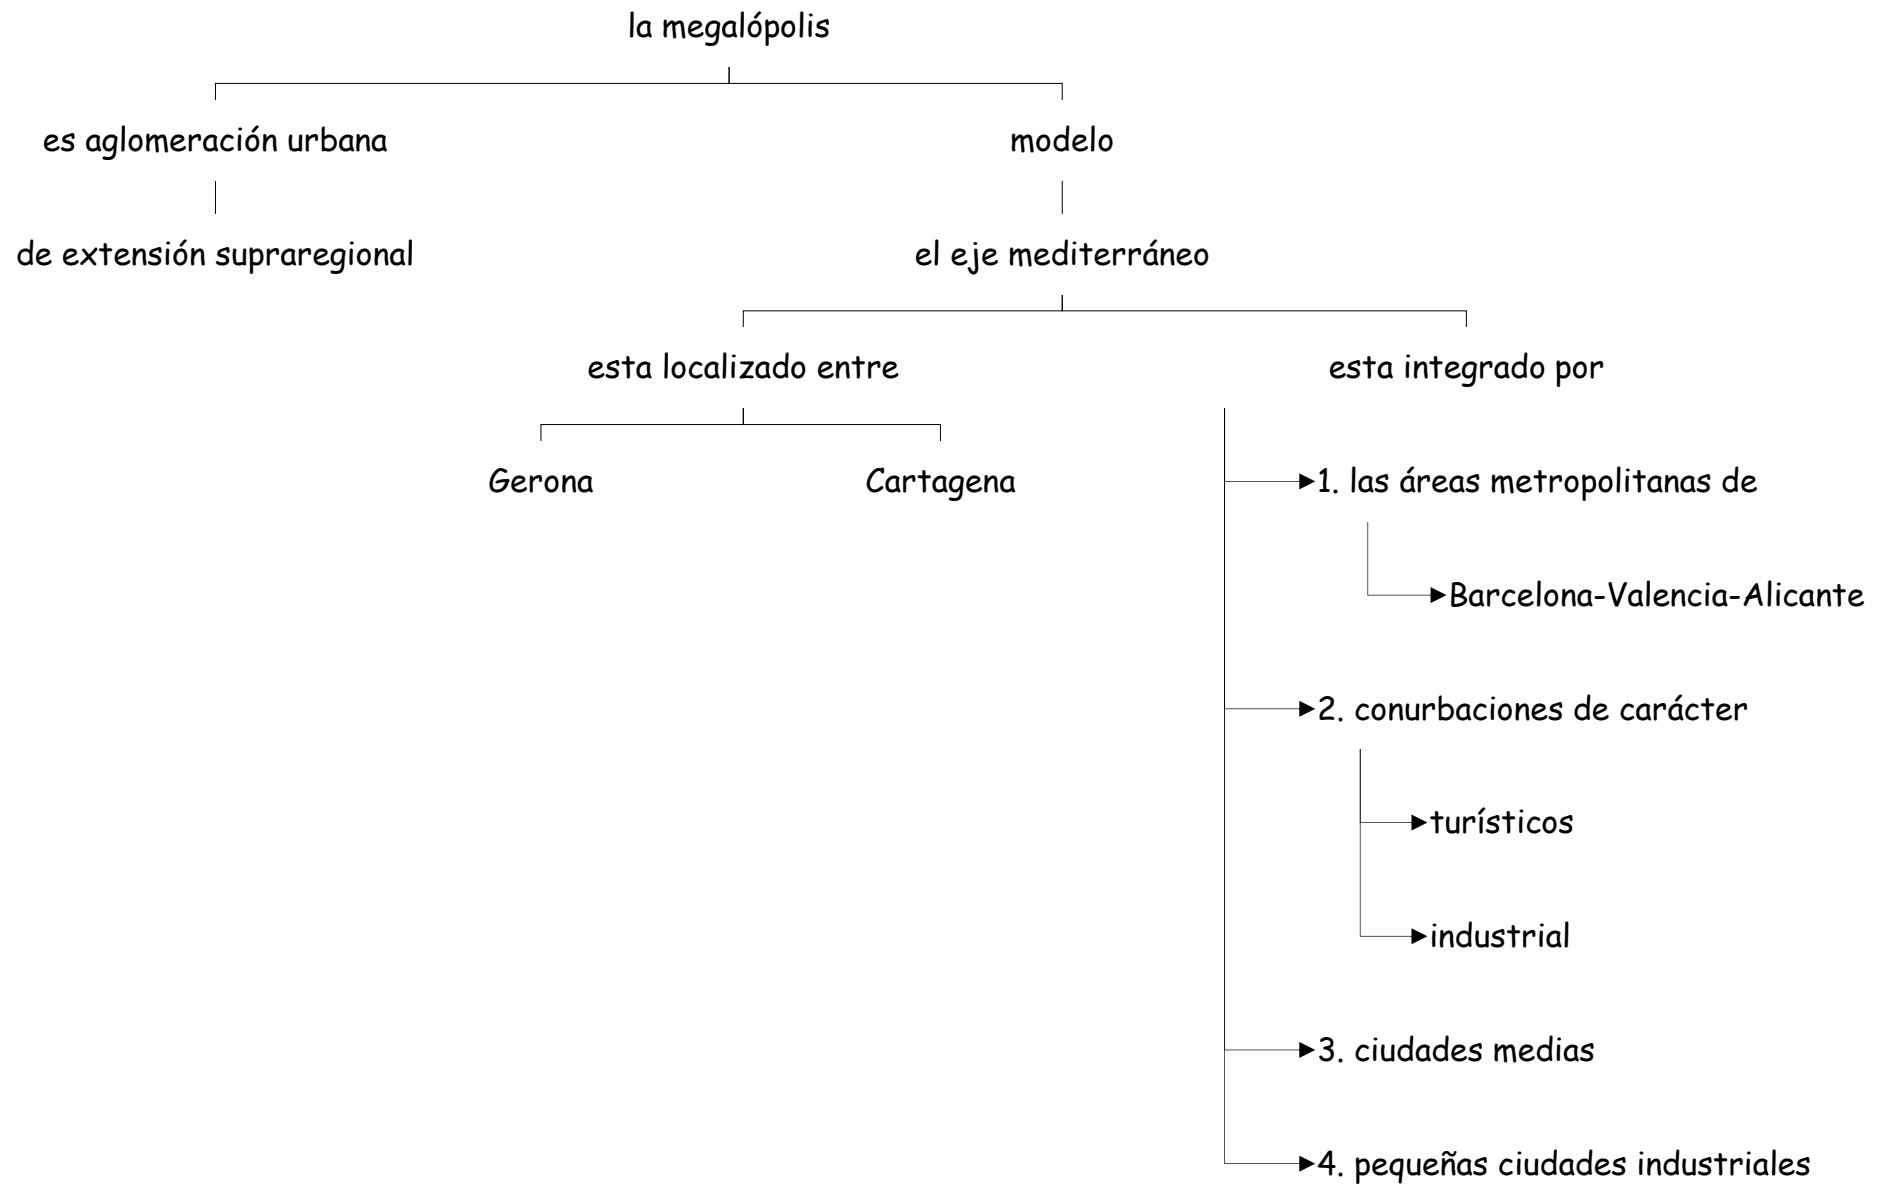 la megalópolis
es aglomeración urbana
modelo
de extensión supraregional
el eje mediterráneo
esta localizado entre
esta integrado por
Gerona
Cartagena
1. las áreas metropolitanas de
Barcelona-Valencia-Alicante
2. conurbaciones de carácter
turísticos
industrial
3. ciudades medias
4. pequeñas ciudades industriales